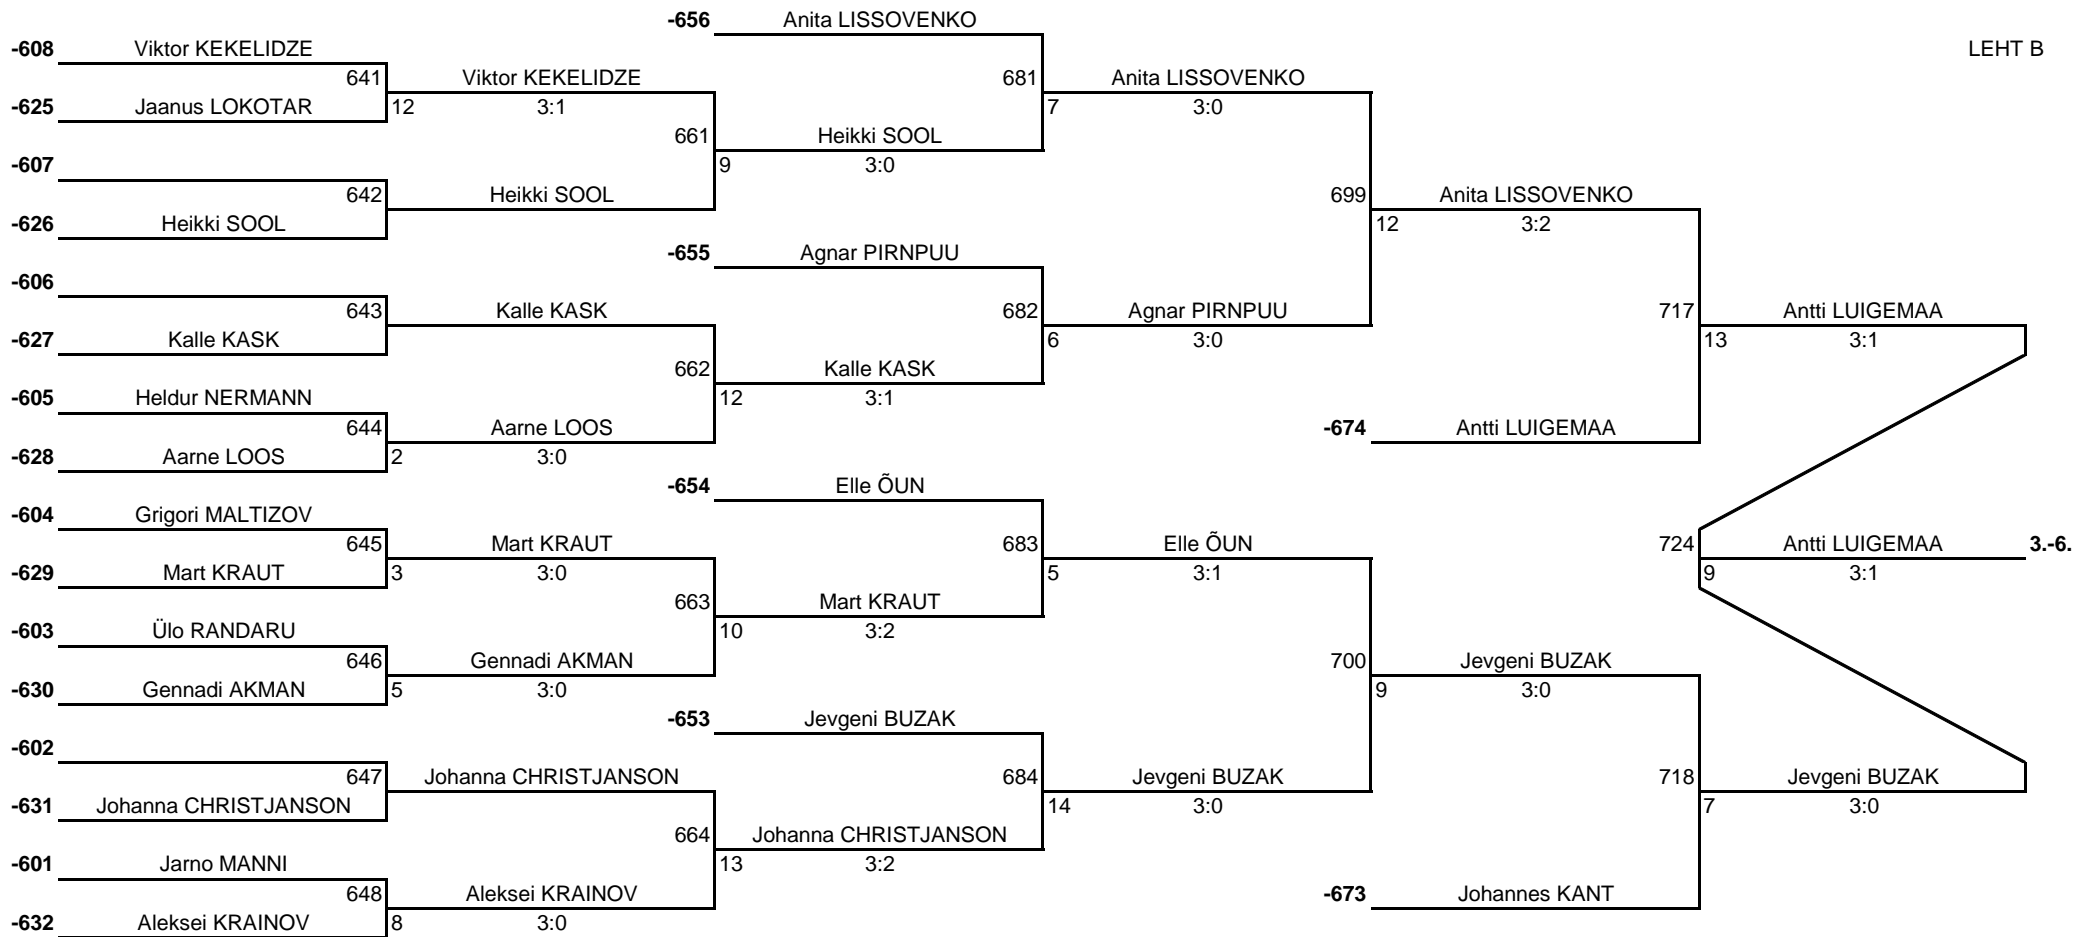 -656 Anita LISSOVENKO
-608 Viktor KEKELIDZE LEHT B
641 Viktor KEKELIDZE 681 Anita LISSOVENKO
-625 Jaanus LOKOTAR 12 3:1 7 3:0
661 Heikki SOOL
-607 9 3:0
642 Heikki SOOL 699 Anita LISSOVENKO
-626 Heikki SOOL 12 3:2
-655 Agnar PIRNPUU
-606
643 Kalle KASK 682 Agnar PIRNPUU 717 Antti LUIGEMAA
-627 Kalle KASK 6 3:0 13 3:1
662 Kalle KASK
-605 Heldur NERMANN 12 3:1
644 Aarne LOOS -674 Antti LUIGEMAA
-628 Aarne LOOS 2 3:0
-654 Elle ÕUN
-604 Grigori MALTIZOV
645 Mart KRAUT 683 Elle ÕUN 724 Antti LUIGEMAA 3.-6.
-629 Mart KRAUT 3 3:0 5 3:1 9 3:1
663 Mart KRAUT
-603 Ülo RANDARU 10 3:2
646 Gennadi AKMAN 700 Jevgeni BUZAK
-630 Gennadi AKMAN 5 3:0 9 3:0
-653 Jevgeni BUZAK
-602
647 Johanna CHRISTJANSON 684 Jevgeni BUZAK 718 Jevgeni BUZAK
-631 Johanna CHRISTJANSON 14 3:0 7 3:0
664 Johanna CHRISTJANSON
-601 Jarno MANNI 13 3:2
648 Aleksei KRAINOV -673 Johannes KANT
-632 Aleksei KRAINOV 8 3:0